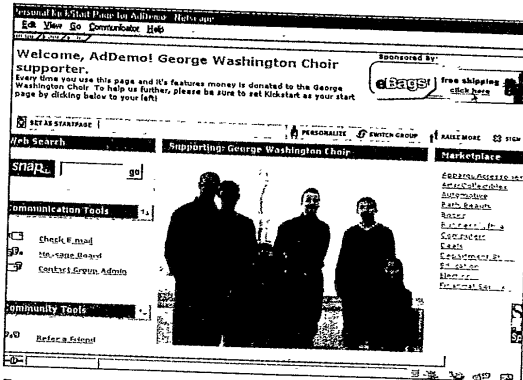 Personal KickStart Page for AdDemo - Netscape
Edit View Go Communicator Help
Welcome, AdDemo! George Washington Choir
supporter.
Every time you use this page and it's features money is donated to the George
Washington Choir. To help us further, please be sure to set Kickstart as your start
page by clicking below to your left!
Sponsored By:
eBags
free shipping
click here
SET AS STARTPAGE
PERSONALIZE
SWITCH GROUP
RAISE MORE
SIGN
Web Search
snap
go
Communication Tools
Check E-mail
Message Board
Contact Group Admin
Community Tools
Refer a Friend
Supporting: George Washington Choir
Marketplace
Automotive
Books
Computers
Deals
Education